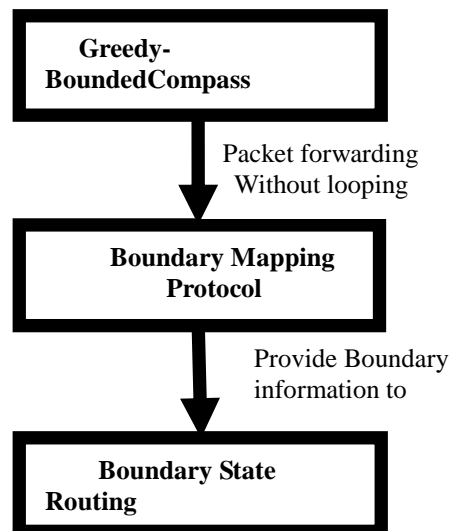 Greedy-
BoundedCompass
Packet forwarding
Without looping
Boundary Mapping
Protocol
Provide Boundary
information to
Boundary State
Routing